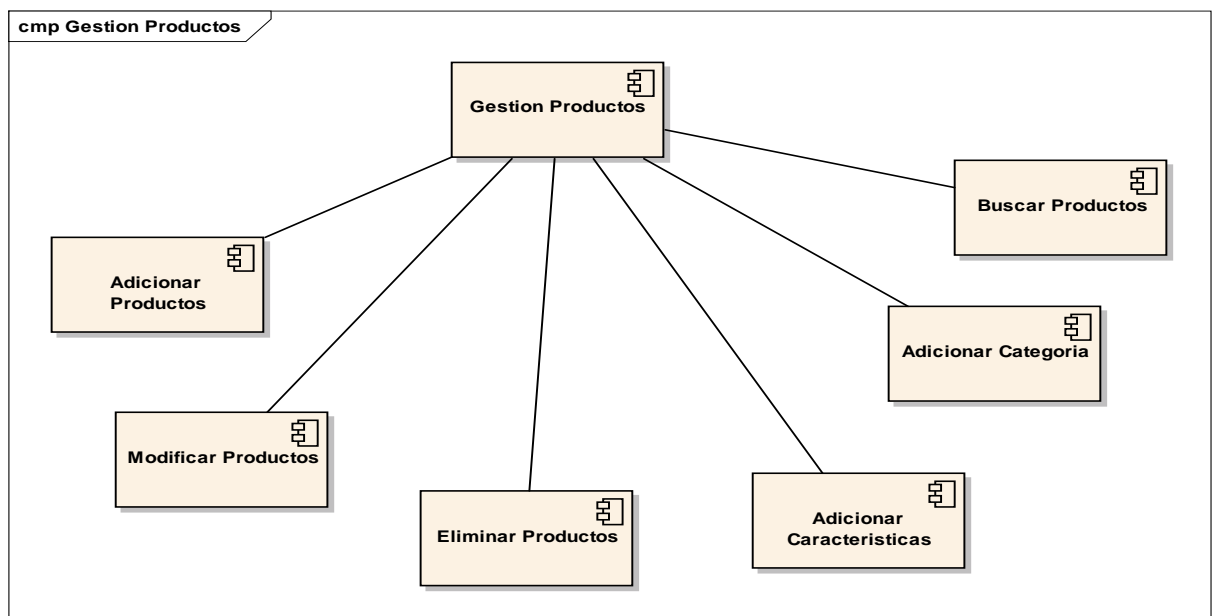 cmp Gestion Productos
Gestion Productos
Buscar Productos
Adicionar
Productos
Adicionar Categoria
Modificar Productos
Eliminar Productos
Adicionar
Caracteristicas